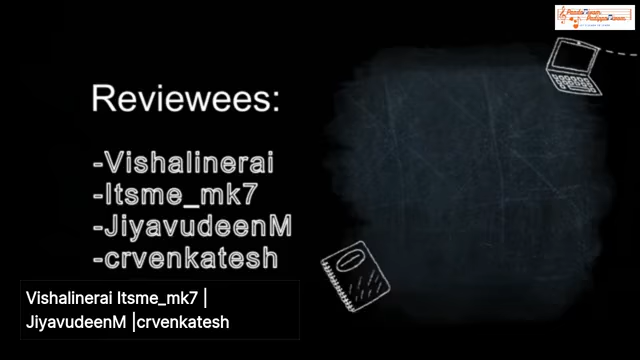 Reviewees:
-Vishalinerai
-Itsme_mk7
-JiyavudeenM
-crvenkatesh
Vishalinerai Itsme_mk7 |
JiyavudeenM |crvenkatesh